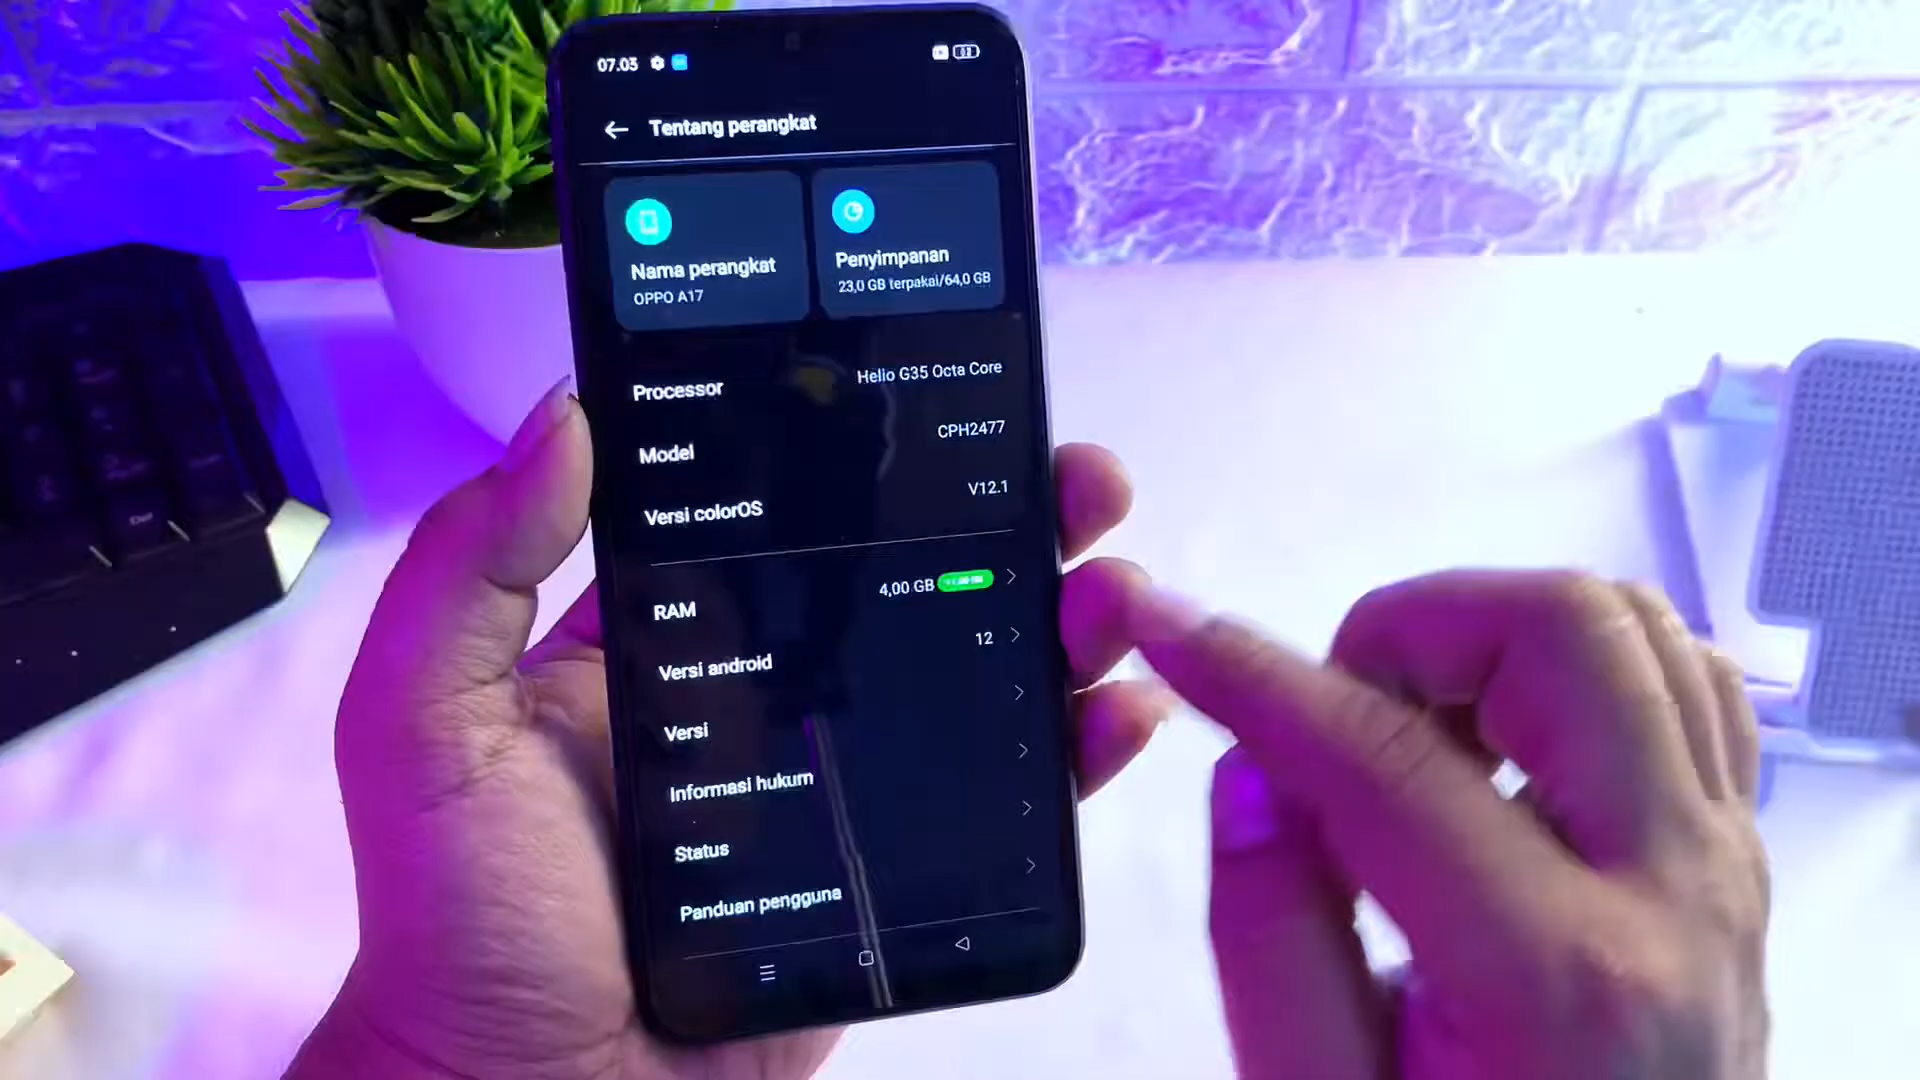 07.03
Tentang perangkat
Nama perangkat
OPPO A17
Penyimpanan
23,0 GB terpakai/64,0 GB
Processor
Helio G35 Octa Core
Model
CPH2477
Versi colorOS
V12.1
RAM
4,00 GB
Versi android
12
Versi
Informasi hukum
Status
Panduan pengguna
Del